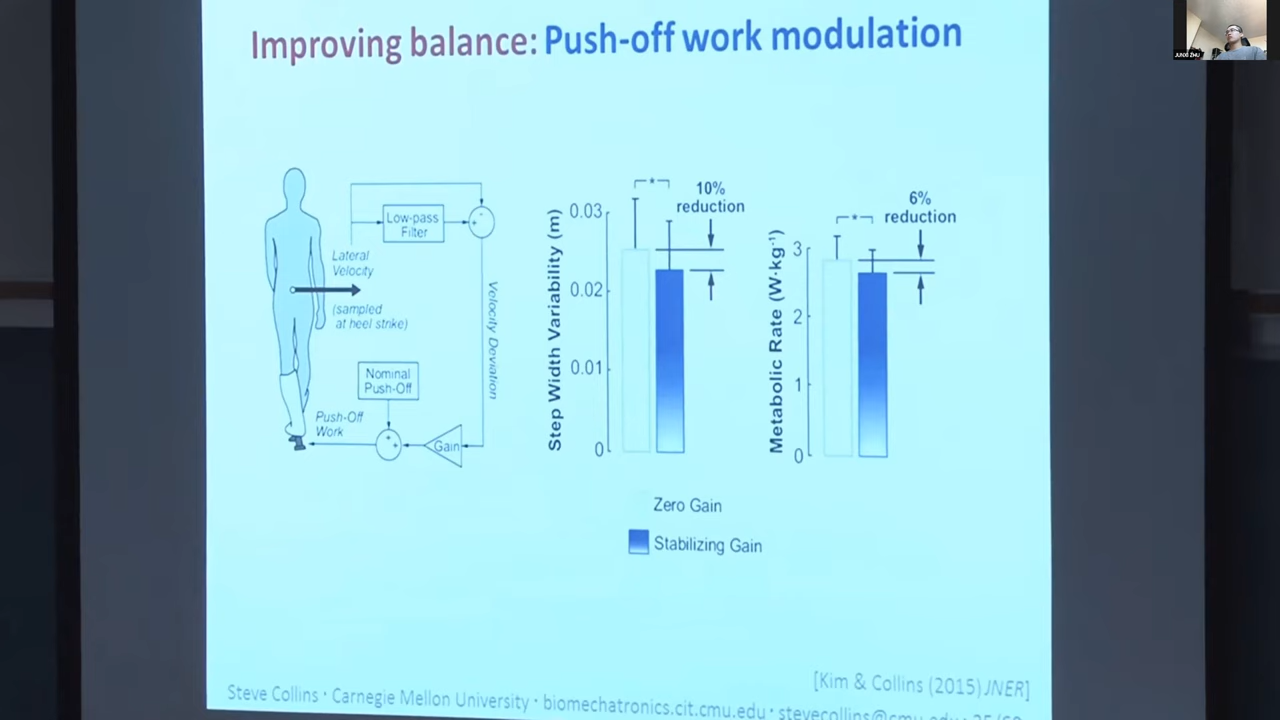 Improving balance: Push-off work modulation
Low-pass
Filter
Lateral
Velocity
(sampled
at heel strike)
Velocity Deviation
Nominal
Push-Off
Push-Off
Work
Gain
Step Width Variability (m)
0.03
0.02
0.01
0
*
10%
reduction
Metabolic Rate (W·kg⁻¹)
3
2
1
0
*
6%
reduction
Zero Gain
Stabilizing Gain
[Kim & Collins (2015) JNER]
Steve Collins · Carnegie Mellon University · biomechatronics.cit.cmu.edu · stevecollins@cmu.edu ·